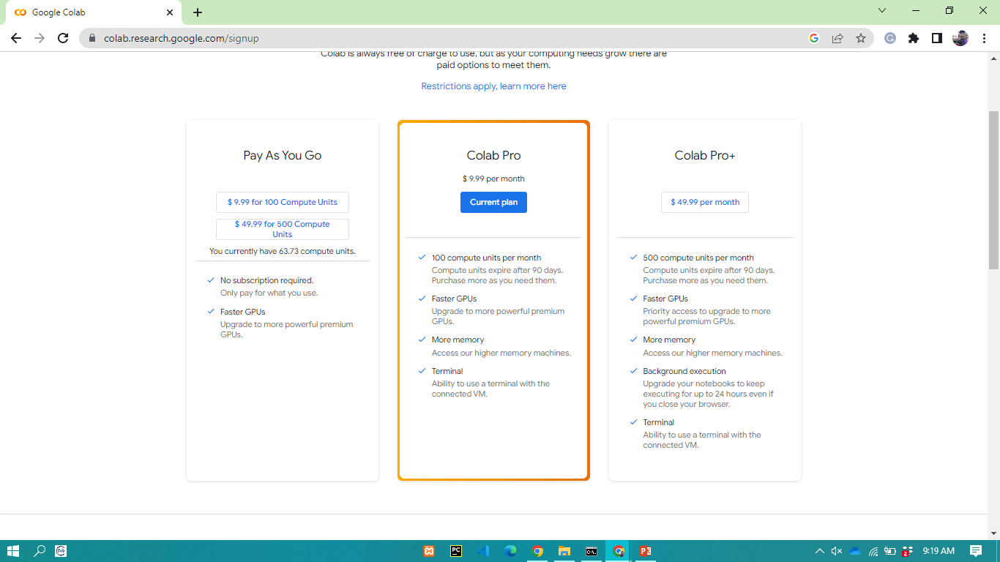 Google Colab
colab.research.google.com/signup
Colab is always free of charge to use, but as your computing needs grow there are
paid options to meet them.
Restrictions apply, learn more here
Pay As You Go
$ 9.99 for 100 Compute Units
$ 49.99 for 500 Compute
Units
You currently have 63.73 compute units.
No subscription required.
Only pay for what you use.
Faster GPUs
Upgrade to more powerful premium
GPUs.
Colab Pro
$ 9.99 per month
Current plan
100 compute units per month
Compute units expire after 90 days.
Purchase more as you need them.
Faster GPUs
Upgrade to more powerful premium
GPUs.
More memory
Access our higher memory machines.
Terminal
Ability to use a terminal with the
connected VM.
Colab Pro+
$ 49.99 per month
500 compute units per month
Compute units expire after 90 days.
Purchase more as you need them.
Faster GPUs
Priority access to upgrade to more
powerful premium GPUs.
More memory
Access our higher memory machines.
Background execution
Upgrade your notebooks to keep
executing for up to 24 hours even if
you close your browser.
Terminal
Ability to use a terminal with the
connected VM.
PC
2
9:19 AM